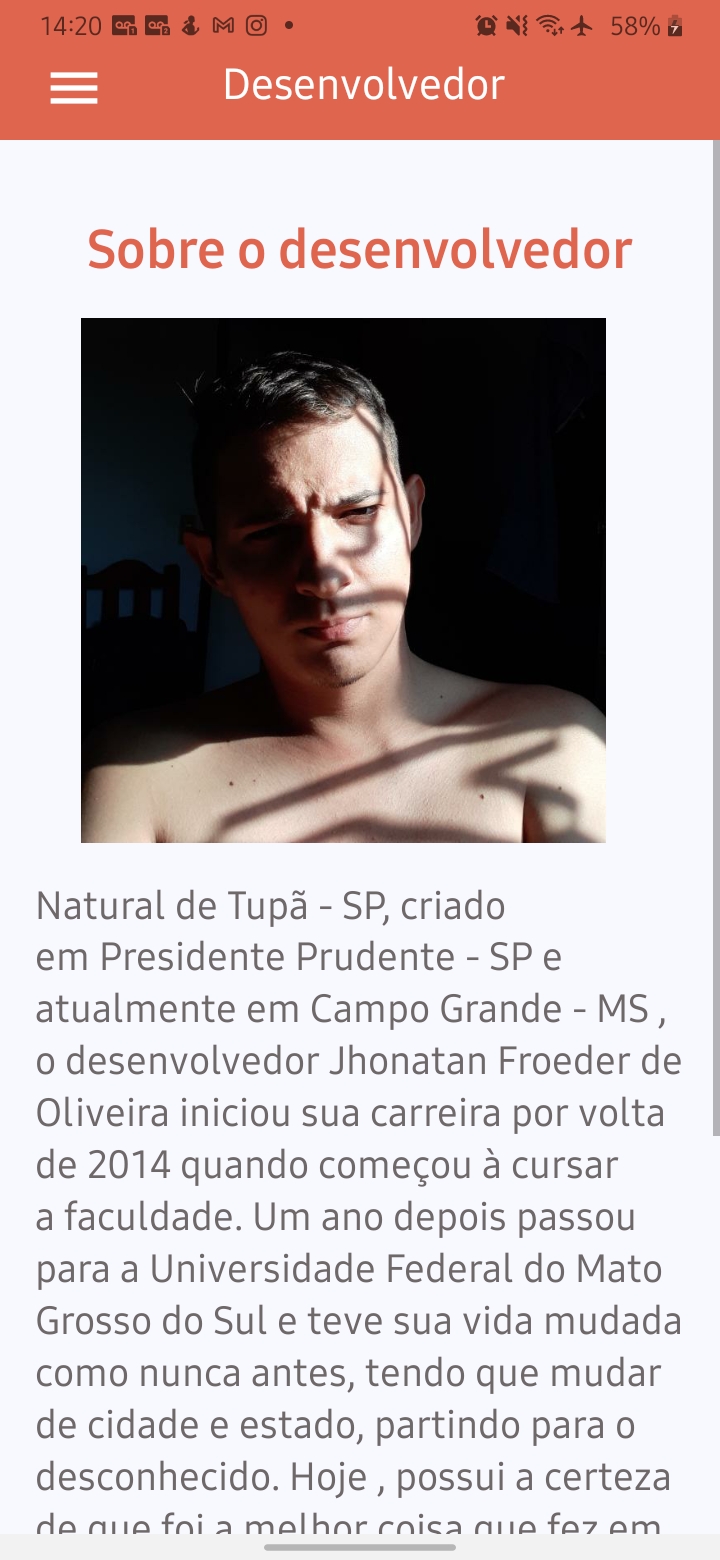 14:20
58%
Desenvolvedor
Sobre o desenvolvedor
Natural de Tupã - SP, criado
em Presidente Prudente - SP e
atualmente em Campo Grande - MS ,
o desenvolvedor Jhonatan Froeder de
Oliveira iniciou sua carreira por volta
de 2014 quando começou à cursar
a faculdade. Um ano depois passou
para a Universidade Federal do Mato
Grosso do Sul e teve sua vida mudada
como nunca antes, tendo que mudar
de cidade e estado, partindo para o
desconhecido. Hoje , possui a certeza
de que foi a melhor coisa que fez em